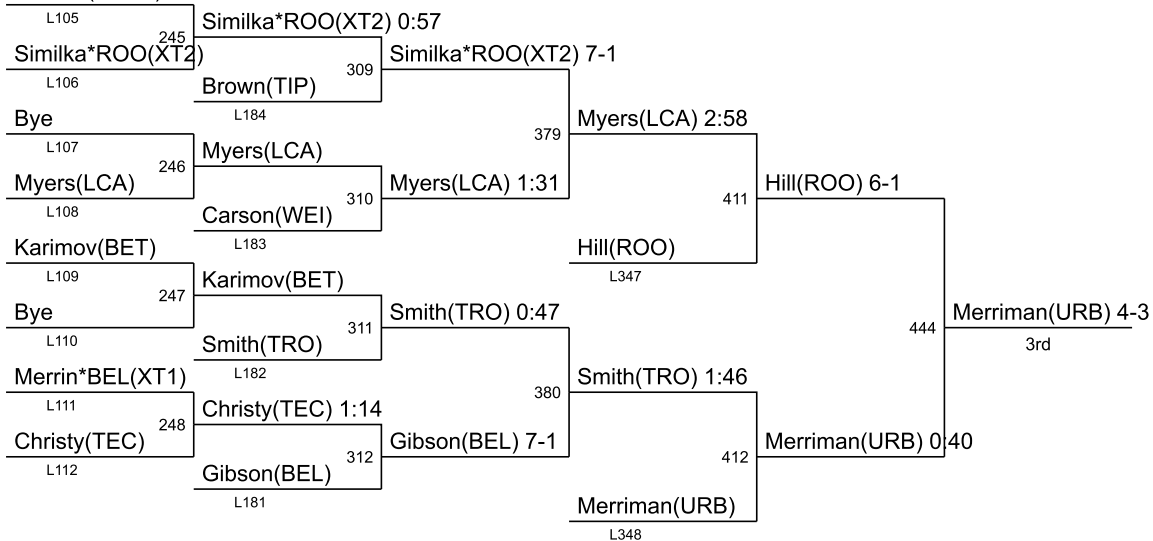 L105
245
Similka*ROO(XT2) 0:57
Similka*ROO(XT2)
L106
309
Similka*ROO(XT2) 7-1
Brown(TIP)
L184
Bye
L107
379
Myers(LCA) 2:58
246
Myers(LCA)
Myers(LCA)
L108
310
Myers(LCA) 1:31
411
Hill(ROO) 6-1
Carson(WEI)
L183
Karimov(BET)
L109
Hill(ROO)
L347
247
Karimov(BET)
Bye
L110
311
Smith(TRO) 0:47
444
Merriman(URB) 4-3
3rd
Smith(TRO)
L182
Merrin*BEL(XT1)
L111
380
Smith(TRO) 1:46
248
Christy(TEC) 1:14
Christy(TEC)
L112
312
Gibson(BEL) 7-1
412
Merriman(URB) 0:40
Gibson(BEL)
L181
Merriman(URB)
L348